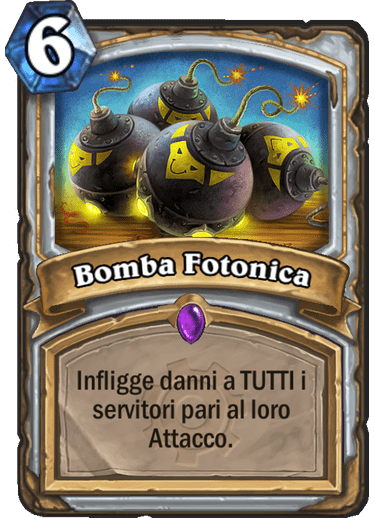 6
Bomba Fotonica
Infligge danni a TUTTI i
servitori pari al loro
Attacco.